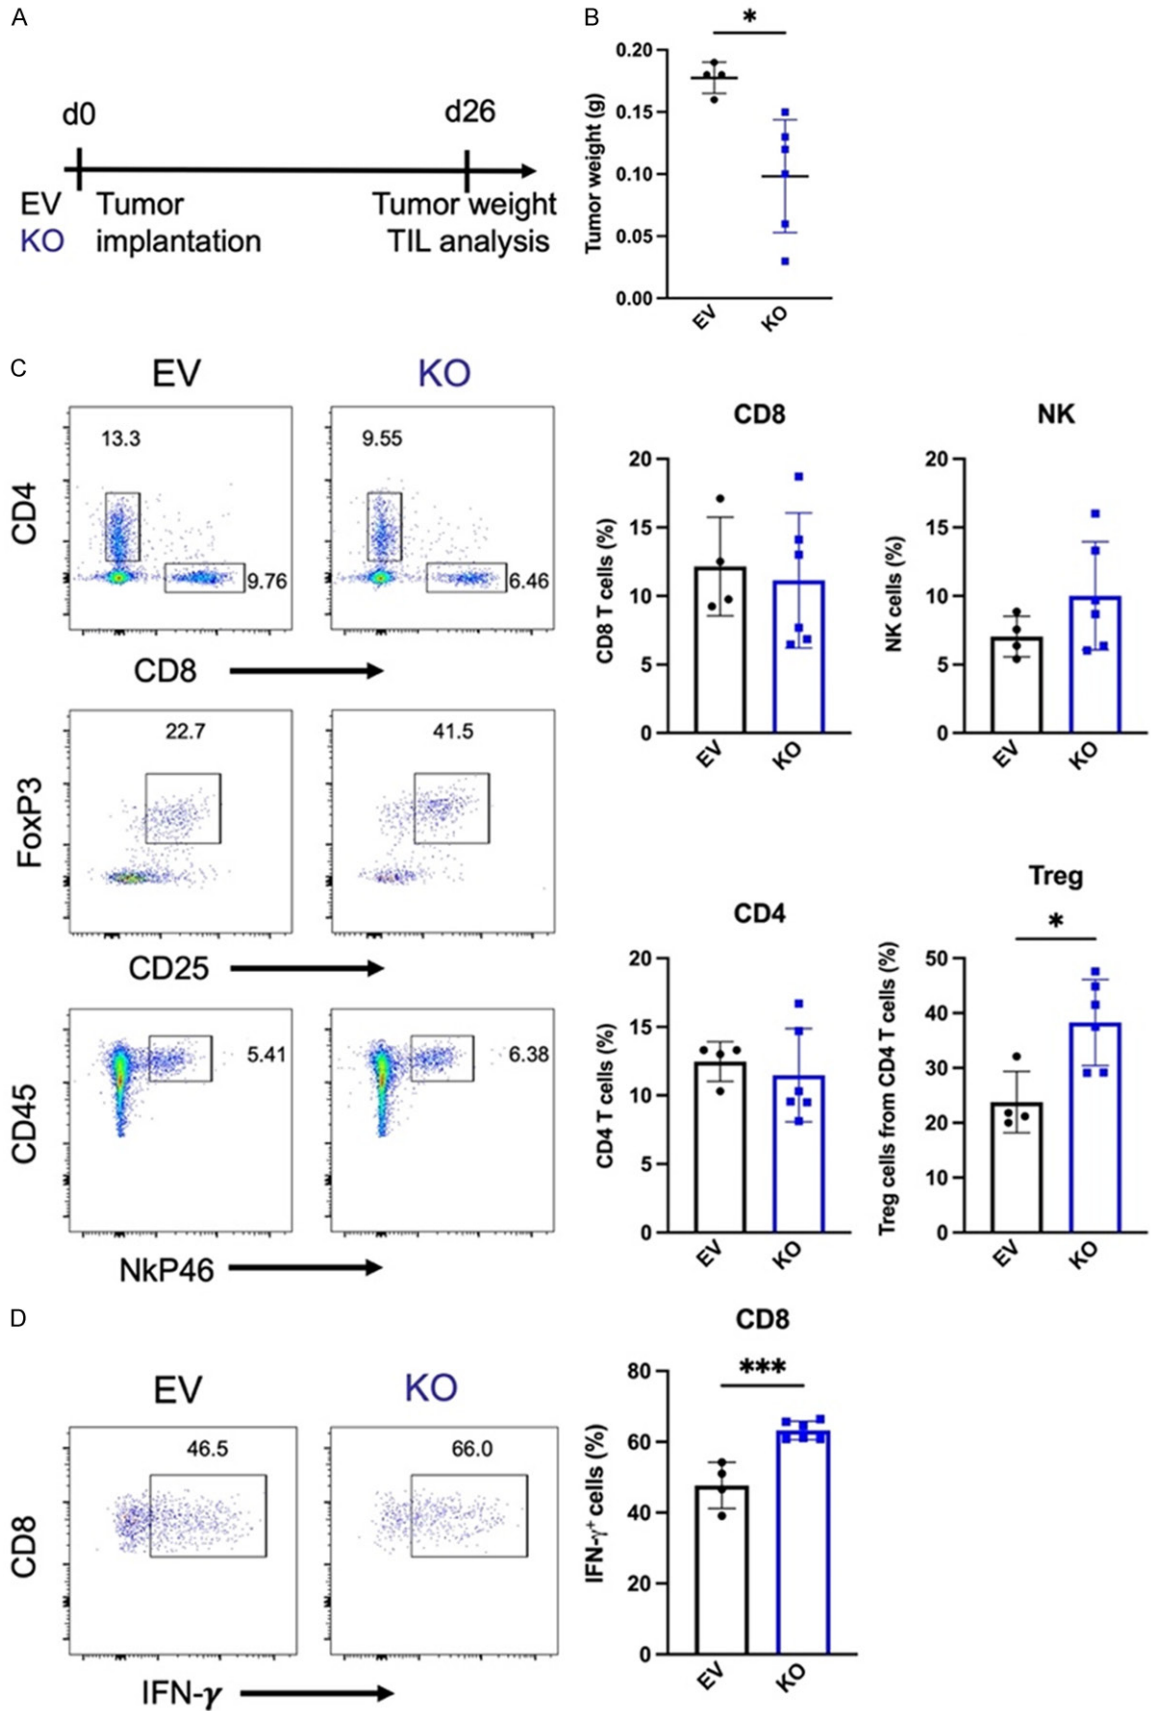 A
d0
d26
EV
Tumor
Tumor weight
KO
implantation
TIL analysis
B
*
Tumor weight (g)
0.20
0.15
0.10
0.05
0.00
EV
KO
C
EV
KO
CD4
13.3
9.76
9.55
6.46
CD8
FoxP3
22.7
41.5
CD25
CD45
5.41
6.38
NkP46
CD8
CD8 T cells (%)
20
15
10
5
0
EV
KO
NK
NK cells (%)
20
15
10
5
0
EV
KO
CD4
CD4 T cells (%)
20
15
10
5
0
EV
KO
Treg
*
Treg cells from CD4 T cells (%)
50
40
30
20
10
0
EV
KO
D
EV
KO
CD8
46.5
66.0
IFN-γ
CD8
***
IFN-γ⁺ cells (%)
80
60
40
20
0
EV
KO